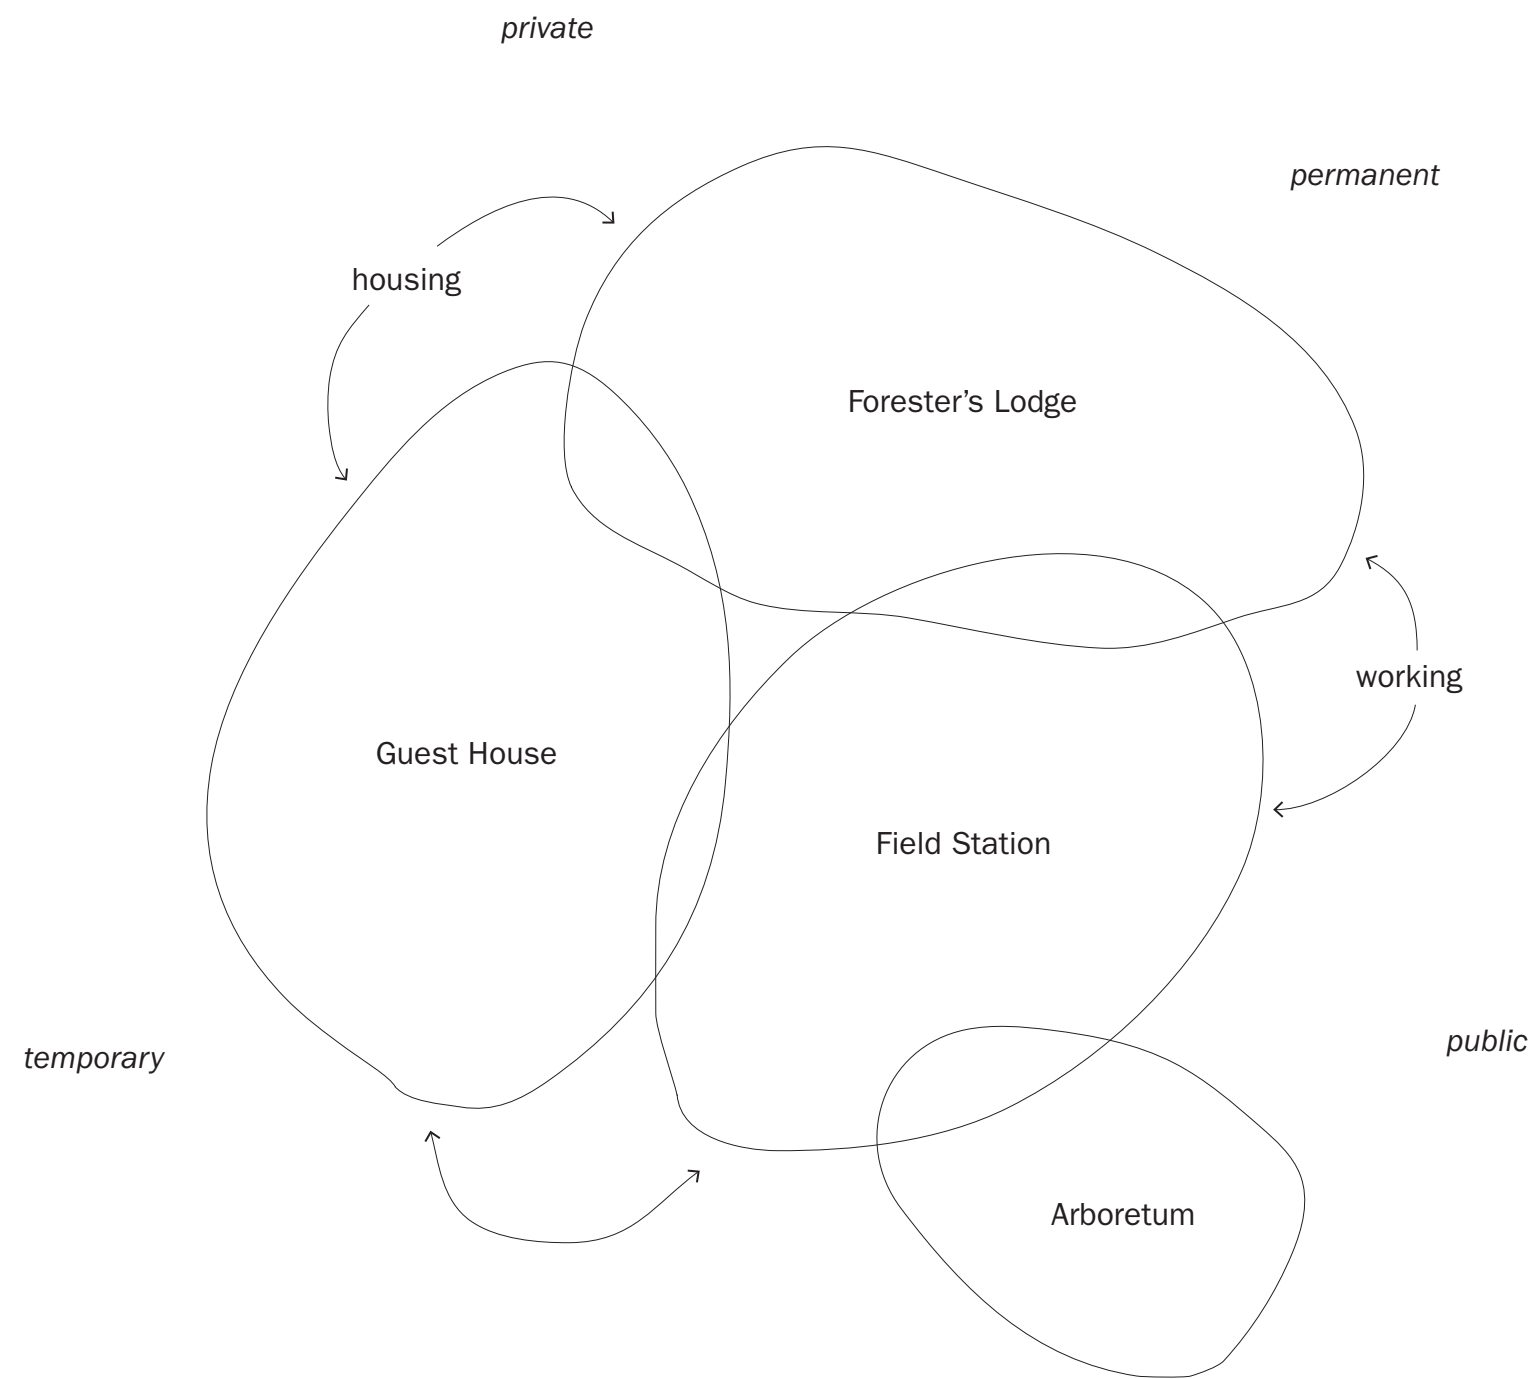 private
permanent
housing
Forester’s Lodge
working
Guest House
Field Station
public
temporary
Arboretum